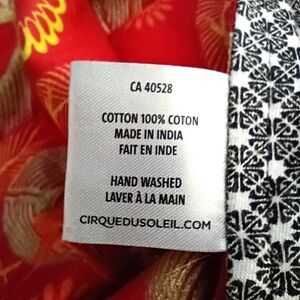 CA 40528
COTTON 100% COTON
MADE IN INDIA
FAIT EN INDE
HAND WASHED
LAVER À LA MAIN
CIRQUEDUSOLEIL.COM